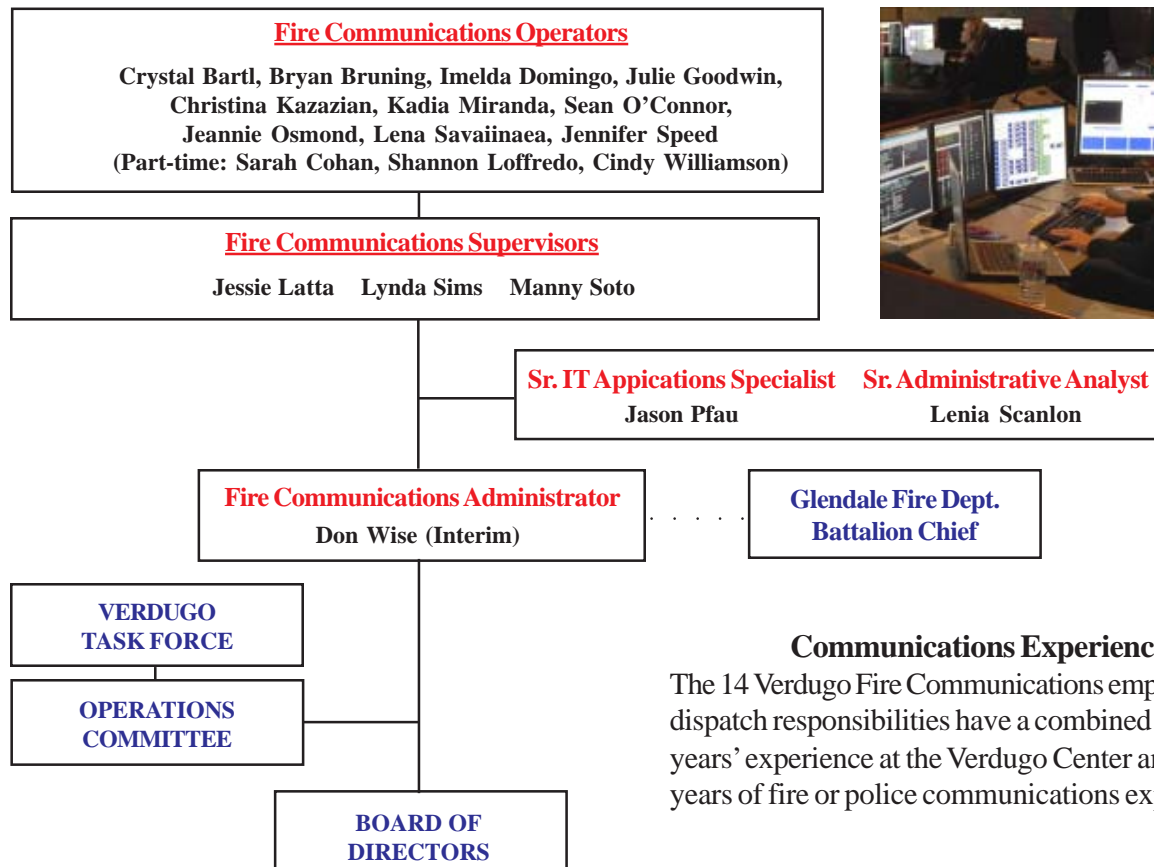 Fire Communications Operators
Crystal Bartl, Bryan Bruning, Imelda Domingo, Julie Goodwin,
Christina Kazazian, Kadia Miranda, Sean O’Connor,
Jeannie Osmond, Lena Savaiinaea, Jennifer Speed
(Part-time: Sarah Cohan, Shannon Loffredo, Cindy Williamson)
Fire Communications Supervisors
Jessie Latta Lynda Sims Manny Soto
Sr. IT Appications Specialist Sr. Administrative Analyst
Jason Pfau Lenia Scanlon
Fire Communications Administrator
Don Wise (Interim)
Glendale Fire Dept.
Battalion Chief
VERDUGO
TASK FORCE
OPERATIONS
COMMITTEE
BOARD OF
DIRECTORS
Communications Experienc
The 14 Verdugo Fire Communications emp
dispatch responsibilities have a combined
years’ experience at the Verdugo Center ar
years of fire or police communications exp